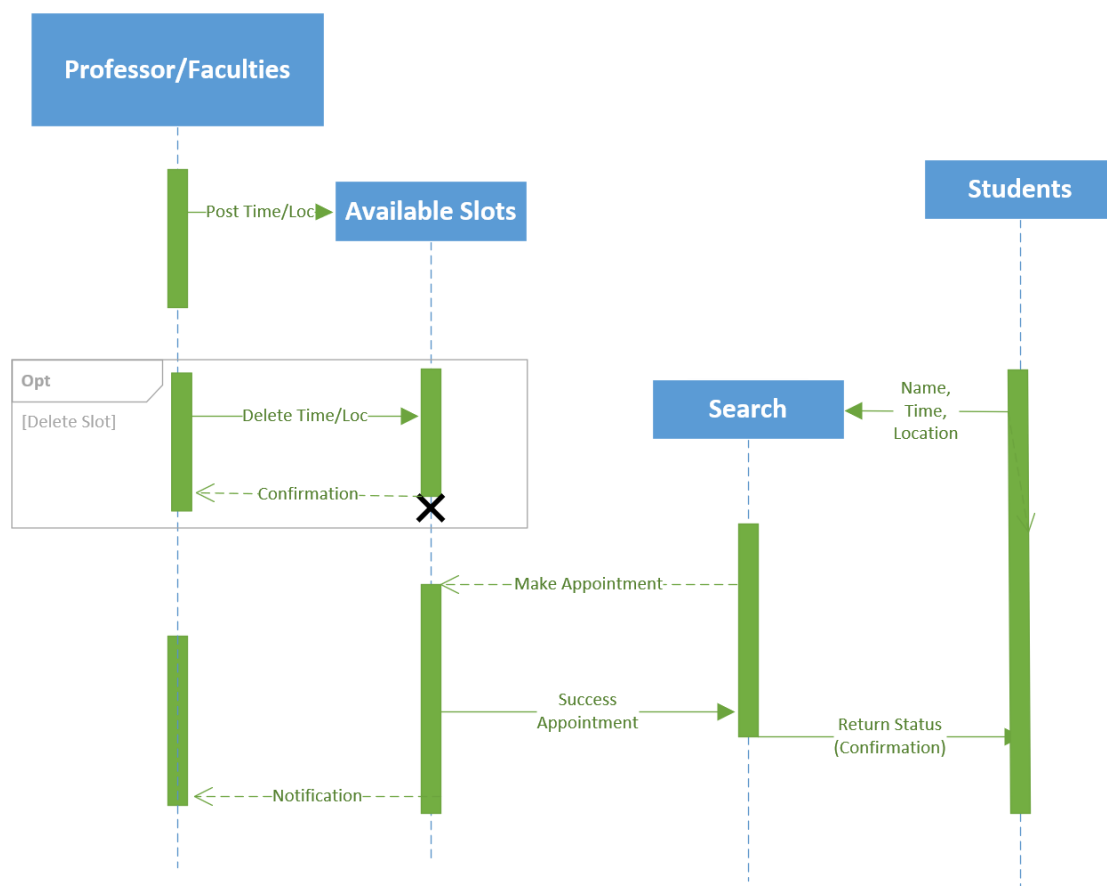 Professor/Faculties
Students
Post Time/Loc
Available Slots
Opt
[Delete Slot]
Delete Time/Loc
Search
Name,
Time,
Location
Confirmation
Make Appointment
Success
Appointment
Return Status
(Confirmation)
Notification